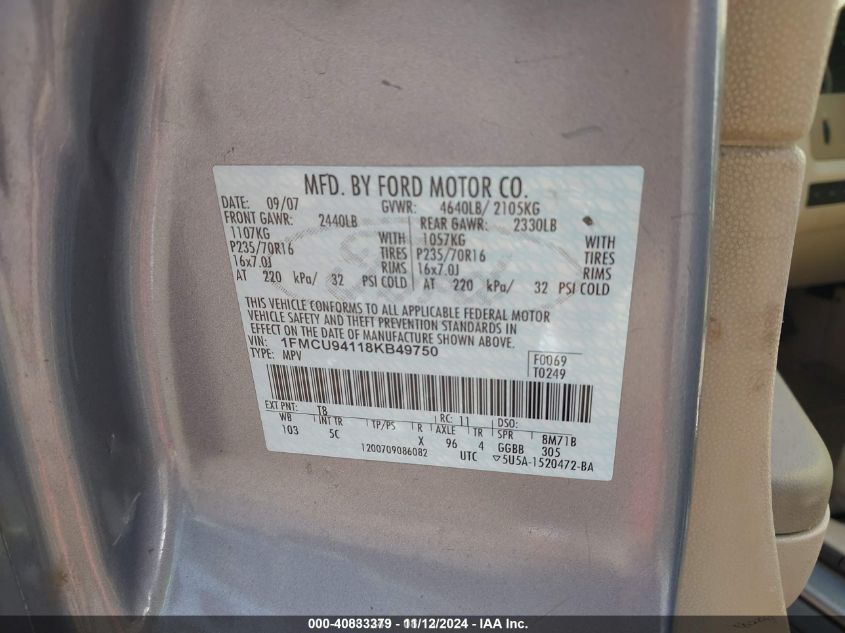 MFD. BY FORD MOTOR CO.
DATE: 09/07 GVWR: 4640LB/ 2105KG
FRONT GAWR: 2440LB REAR GAWR: 2330LB
1107KG WITH 1057KG WITH
P235/70R16 TIRES P235/70R16 TIRES
16x7.0J RIMS 16x7.0J RIMS
AT 220 kPa/ 32 PSI COLD AT 220 kPa/ 32 PSI COLD
THIS VEHICLE CONFORMS TO ALL APPLICABLE FEDERAL MOTOR
VEHICLE SAFETY AND THEFT PREVENTION STANDARDS IN
EFFECT ON THE DATE OF MANUFACTURE SHOWN ABOVE.
VIN: 1FMCU94118KB49750
TYPE: MPV
F0069
T0249
EXT PNT: T8 RC: 11 DSO:
WB INT TR TP/PS R AXLE TR SPR 8M71B
103 5C X 96 4 GGBB 305
1200709086082 UTC ▽5U5A-1520472-BA
000-40833379 - 11/12/2024 - IAA Inc.